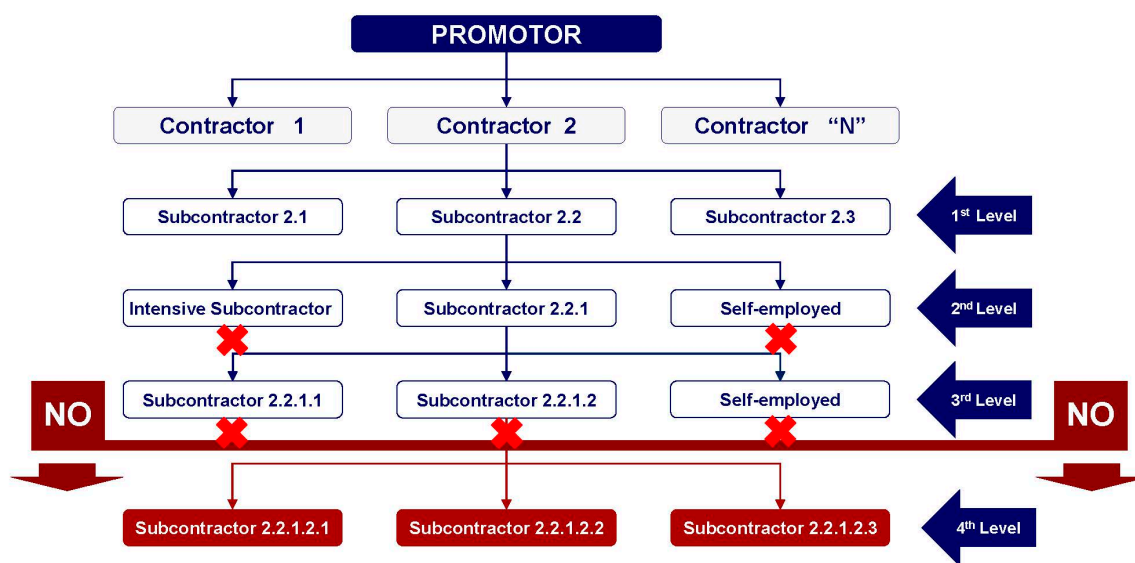 PROMOTOR
Contractor 1
Contractor 2
Contractor “N”
Subcontractor 2.1
Subcontractor 2.2
Subcontractor 2.3
1st Level
Intensive Subcontractor
Subcontractor 2.2.1
Self-employed
2nd Level
NO
Subcontractor 2.2.1.1
Subcontractor 2.2.1.2
Self-employed
3rd Level
NO
Subcontractor 2.2.1.2.1
Subcontractor 2.2.1.2.2
Subcontractor 2.2.1.2.3
4th Level